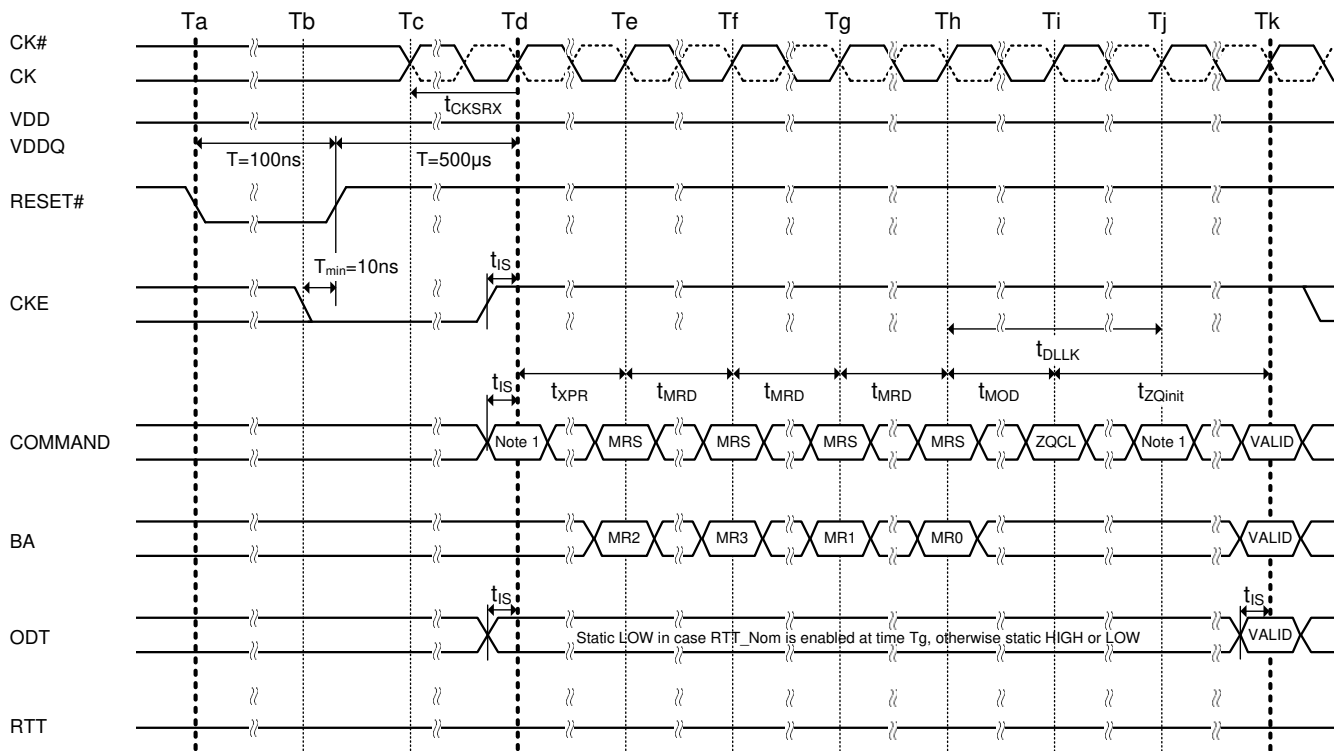 Ta Tb Tc Td Te Tf Tg Th Ti Tj Tk
CK#
CK
tCKSRX
VDD
VDDQ
T=100ns T=500µs
RESET#
Tmin=10ns tIS
CKE
tDLLK
tIS tXPR tMRD tMRD tMRD tMOD tZQinit
COMMAND Note 1 MRS MRS MRS MRS ZQCL Note 1 VALID
BA MR2 MR3 MR1 MR0 VALID
tIS tIS
ODT Static LOW in case RTT_Nom is enabled at time Tg, otherwise static HIGH or LOW VALID
RTT